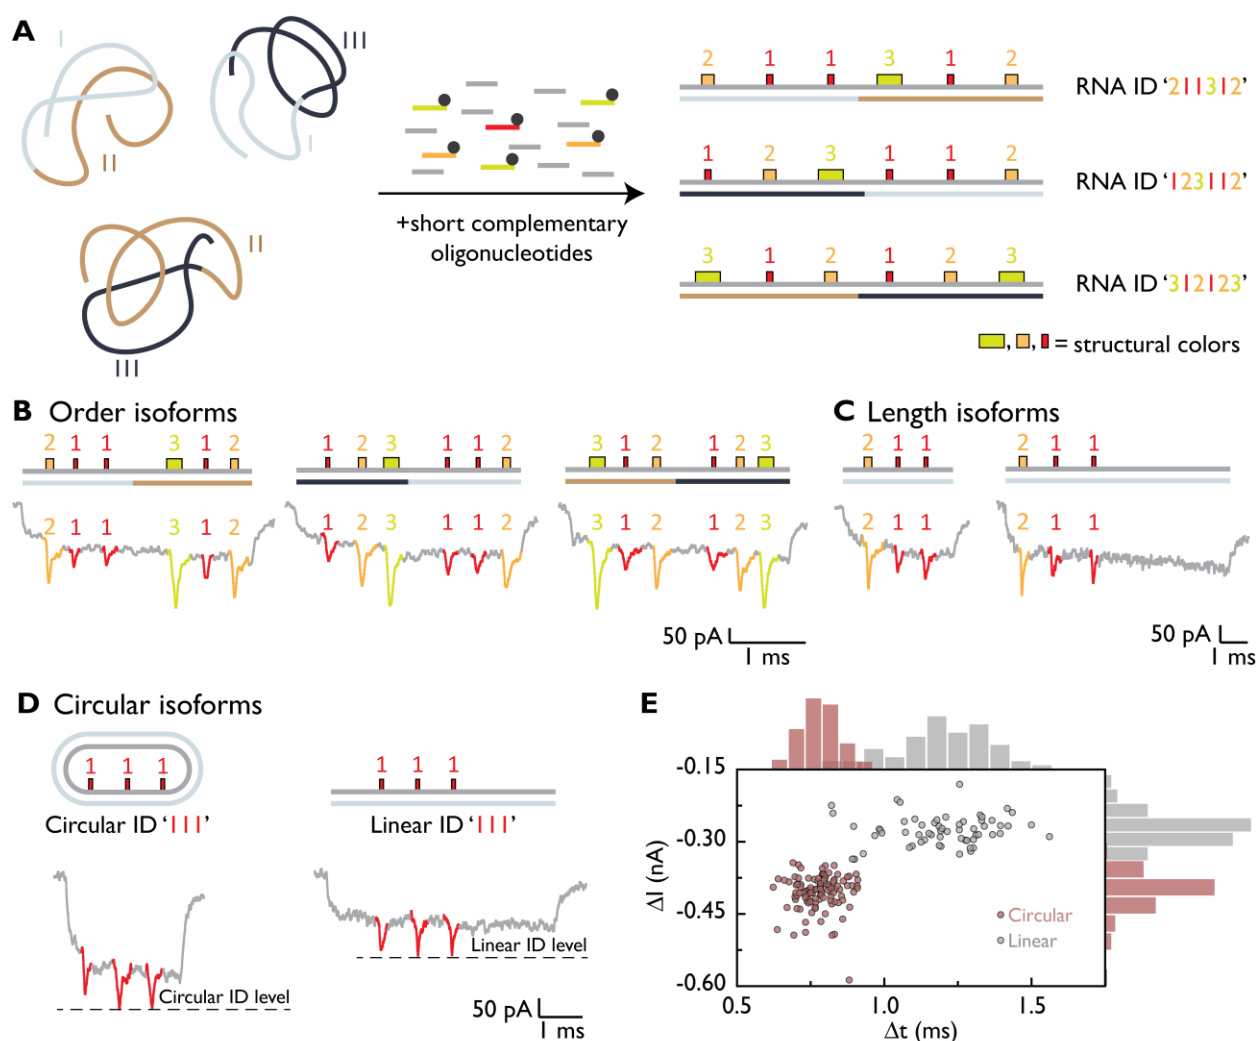 A
I
II
III
I
II
III
+short complementary
oligonucleotides
2 1 1 3 1 2
RNA ID ‘211312’
1 2 3 1 1 2
RNA ID ‘123112’
3 1 2 1 2 3
RNA ID ‘312123’
, , = structural colors
B Order isoforms
2 1 1 3 1 2
1 2 3 1 1 2
3 1 2 1 2 3
2 1 1 3 1 2
1 2 3 1 1 2
3 1 2 1 2 3
50 pA
1 ms
C Length isoforms
2 1 1
2 1 1
2 1 1
2 1 1
50 pA
1 ms
D Circular isoforms
1 1 1
1 1 1
Circular ID ‘111’
Linear ID ‘111’
Circular ID level
Linear ID level
50 pA
1 ms
E
-0.15
-0.30
-0.45
-0.60
ΔI (nA)
Circular
Linear
0.5 1.0 1.5
Δt (ms)